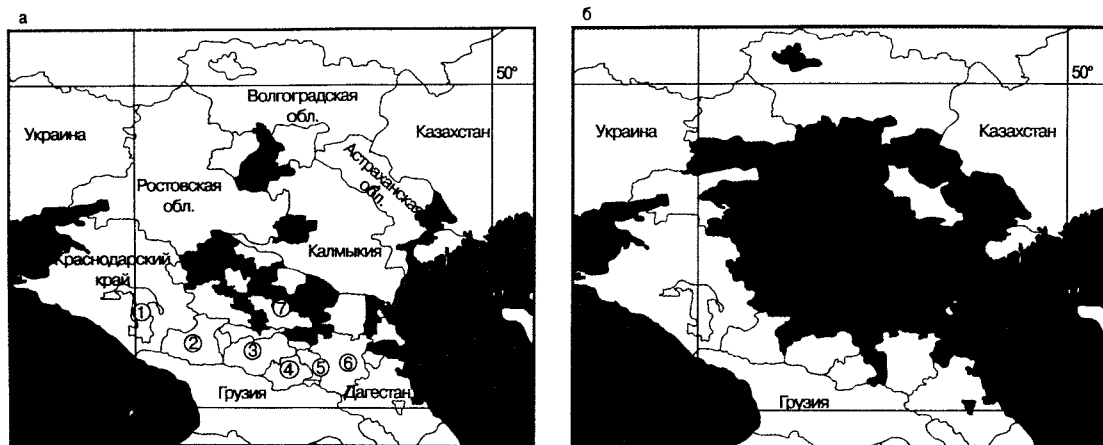 а
50°
Волгоградская
обл.
Украина
Казахстан
Астраханская
обл.
Ростовская
обл.
Калмыкия
Краснодарский
край
1
7
2
3
4
5
6
Грузия
Дагестан
б
50°
Украина
Казахстан
Грузия